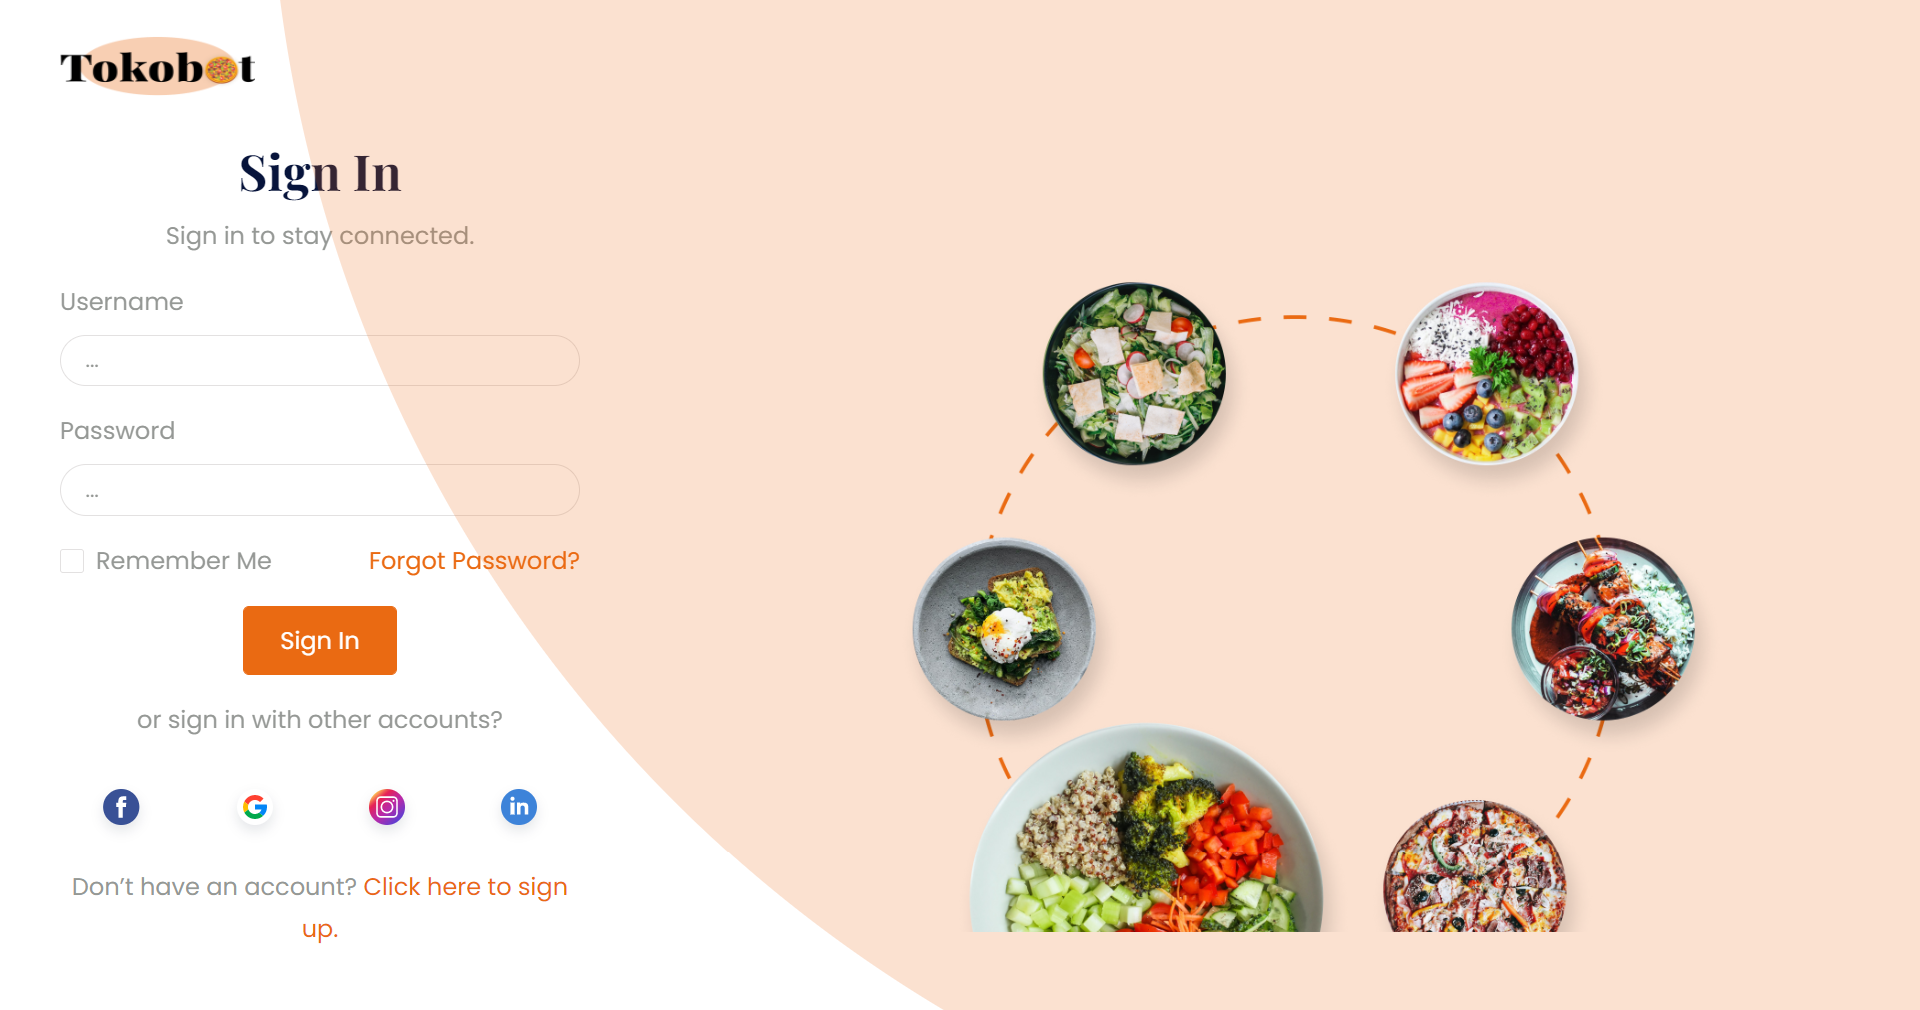 Tokobot
Sign In
Sign in to stay connected.
Username
...
Password
...
Remember Me
Forgot Password?
Sign In
or sign in with other accounts?
Don’t have an account? Click here to sign
up.